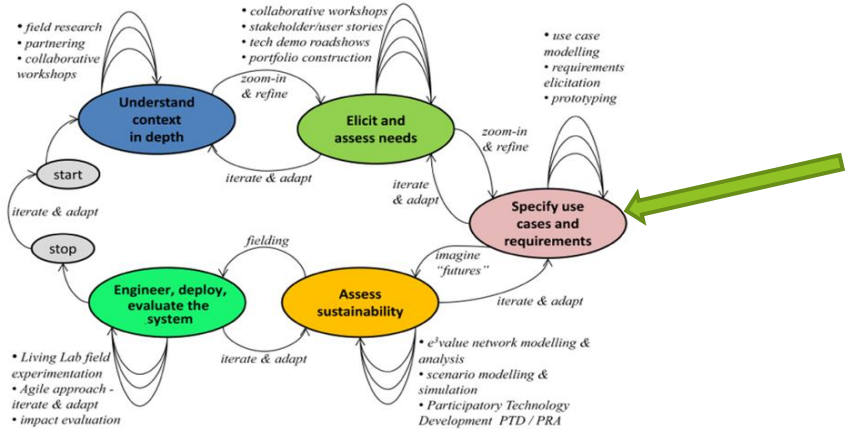 • field research
• partnering
• collaborative
workshops
• collaborative workshops
• stakeholder/user stories
• tech demo roadshows
• portfolio construction
• use case
modelling
• requirements
elicitation
• prototyping
Understand
context
in depth
zoom-in
& refine
Elicit and
assess needs
zoom-in
& refine
iterate & adapt
iterate
& adapt
start
iterate & adapt
stop
Specify use
cases and
requirements
fielding
imagine
"futures"
Engineer, deploy,
evaluate the
system
Assess
sustainability
iterate & adapt
iterate & adapt
• Living Lab field
experimentation
• Agile approach -
iterate & adapt
• impact evaluation
• e³value network modelling &
analysis
• scenario modelling &
simulation
• Participatory Technology
Development PTD / PRA